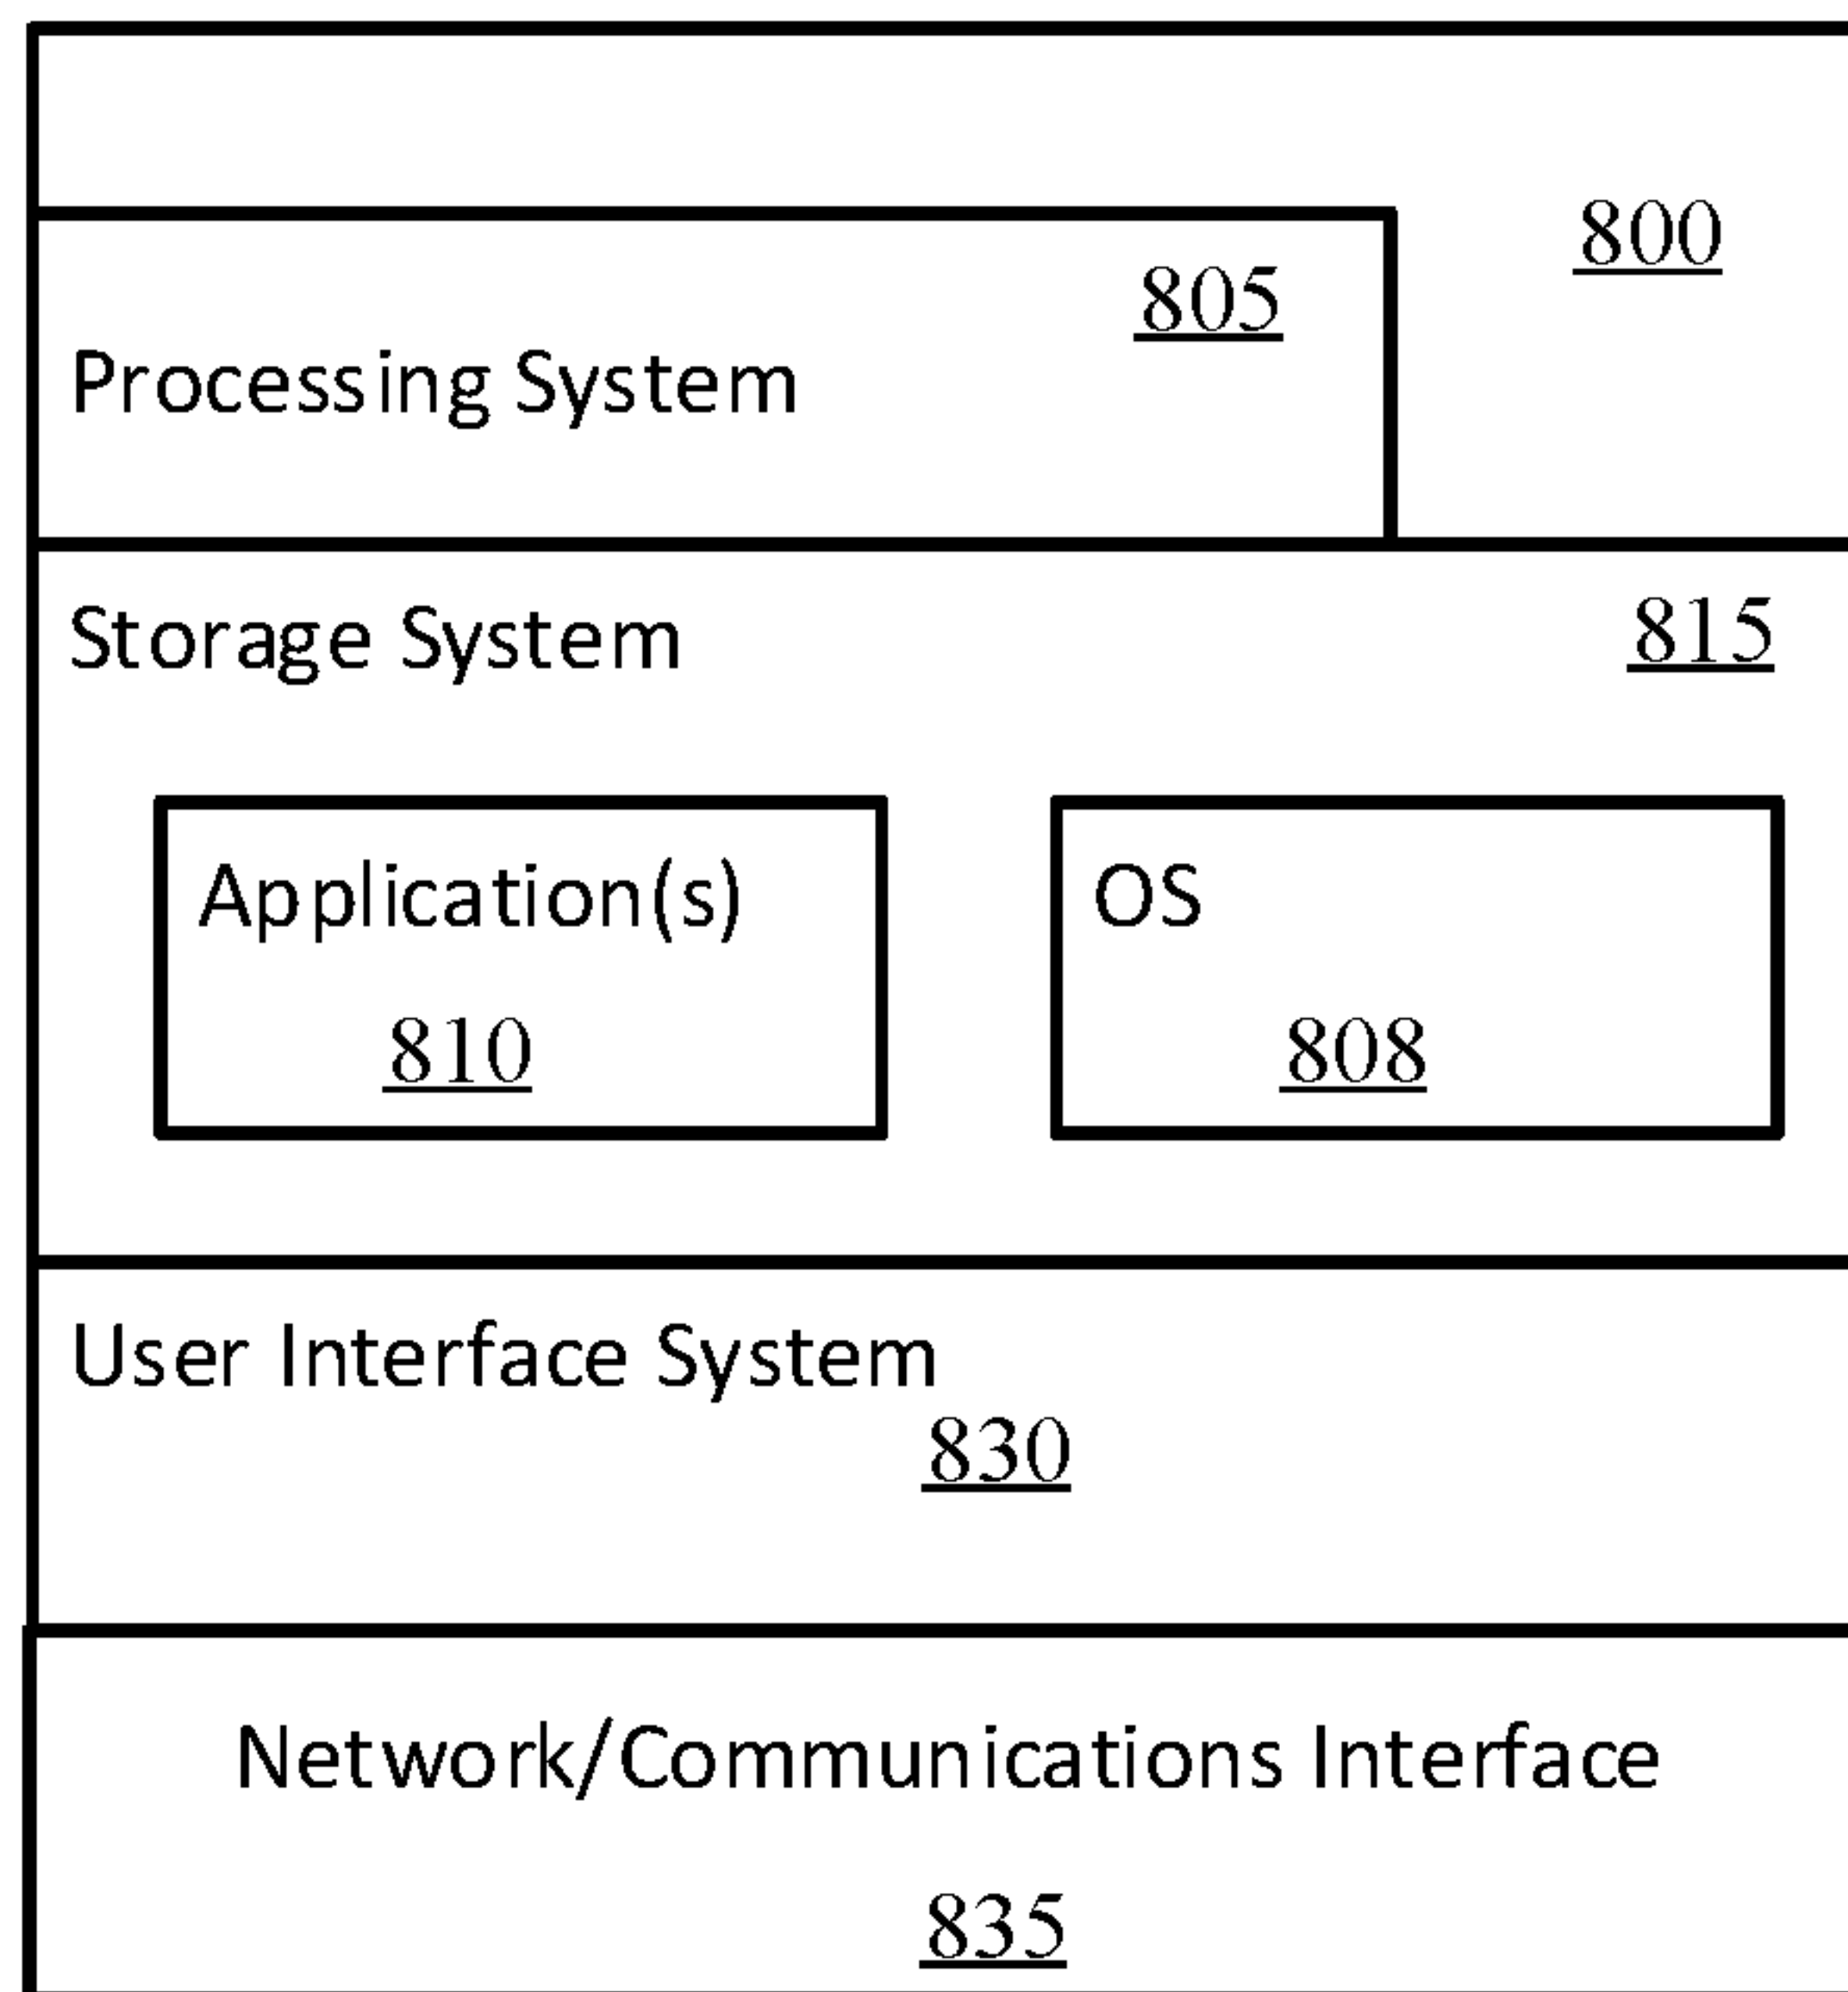 800
805
Processing System
Storage System 815
Application(s) OS
810 808
User Interface System
830
Network/Communications Interface
835